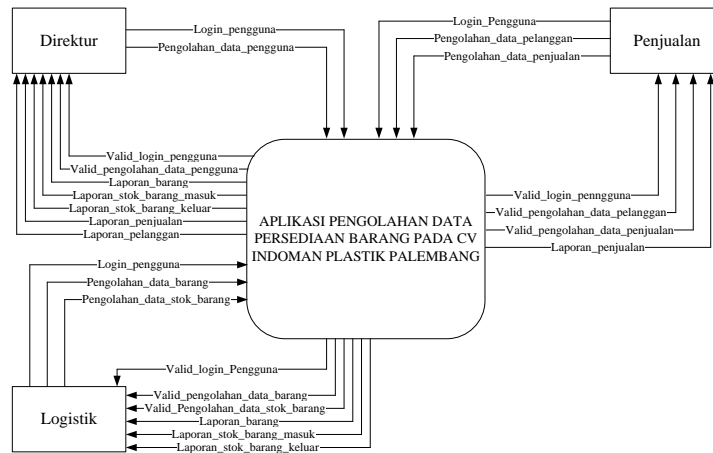 Direktur
Login_pengguna
Pengolahan_data_pengguna
Login_Pengguna
Pengolahan_data_pelanggan
Pengolahan_data_penjualan
Penjualan
Valid_login_pengguna
Valid_pengolahan_data_pengguna
Laporan_barang
Laporan_stok_barang_masuk
Laporan_stok_barang_keluar
Laporan_penjualan
Laporan_pelanggan
APLIKASI PENGOLAHAN DATA
PERSEDIAAN BARANG PADA CV
INDOMAN PLASTIK PALEMBANG
Valid_login_penngguna
Valid_pengolahan_data_pelanggan
Valid_pengolahan_data_penjualan
Laporan_penjualan
Login_pengguna
Pengolahan_data_barang
Pengolahan_data_stok_barang
Valid_login_Pengguna
Valid_pengolahan_data_barang
Valid_Pengolahan_data_stok_barang
Laporan_barang
Laporan_stok_barang_masuk
Laporan_stok_barang_keluar
Logistik